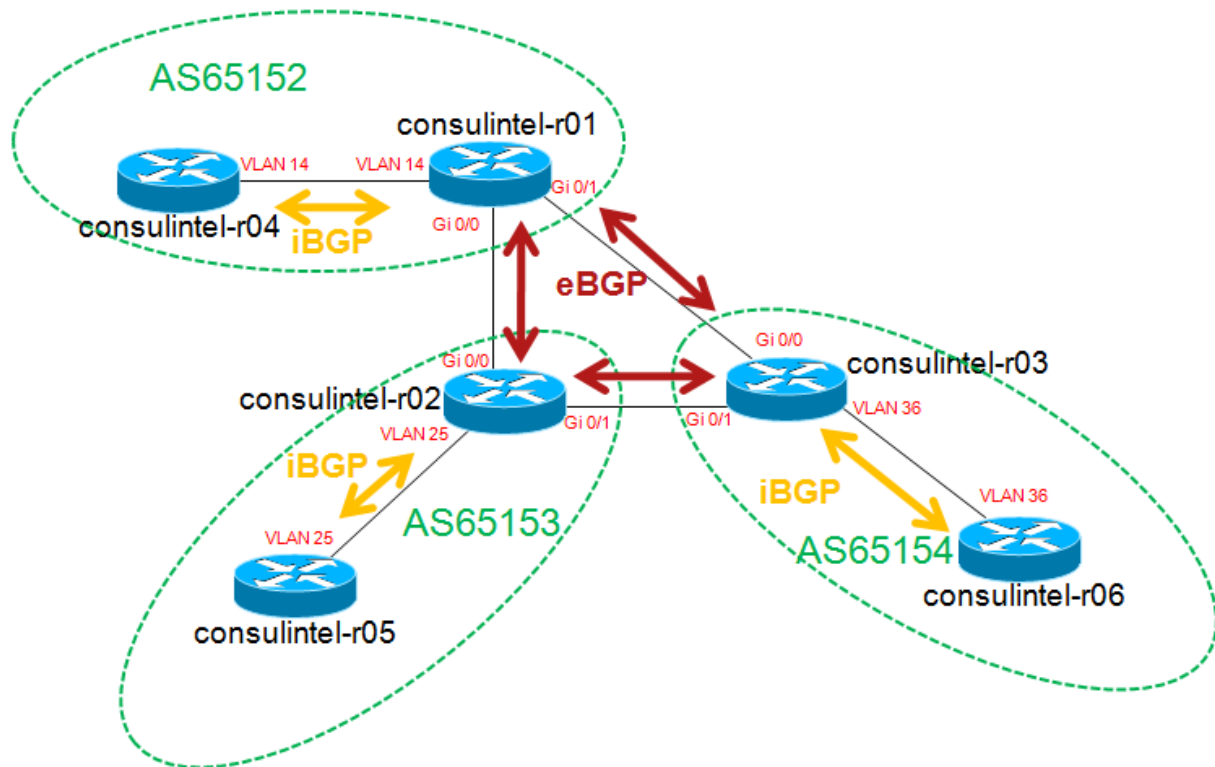 AS65152
consulintel-r01
VLAN 14
VLAN 14
Gi 0/1
consulintel-r04
iBGP
Gi 0/0
eBGP
Gi 0/0
Gi 0/0
consulintel-r03
consulintel-r02
VLAN 36
Gi 0/1
Gi 0/1
VLAN 25
iBGP
iBGP
VLAN 36
AS65153
VLAN 25
AS65154
consulintel-r06
consulintel-r05